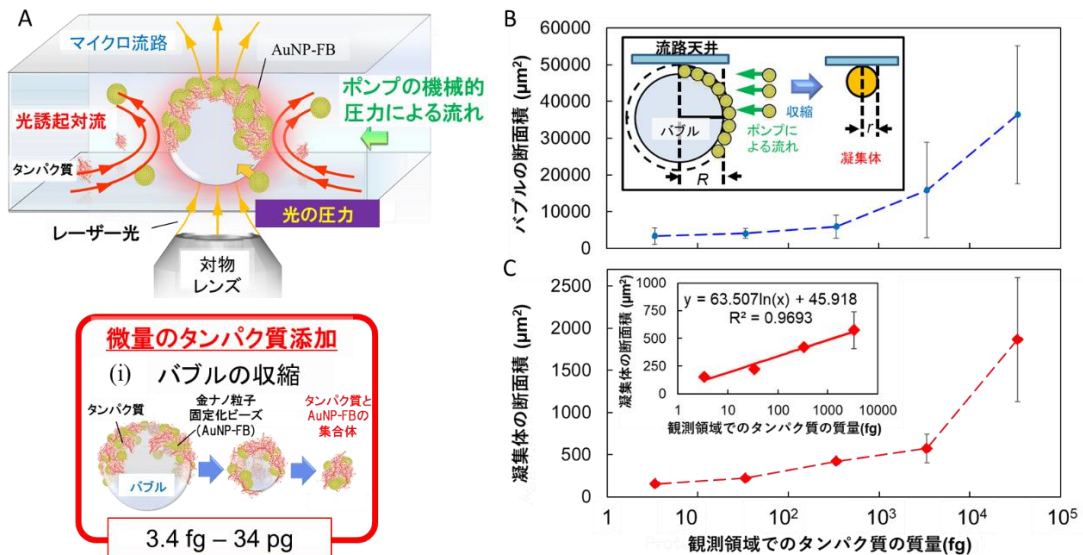 A
マイクロ流路
AuNP-FB
光誘起対流
ポンプの機械的
圧力による流れ
タンパク質
レーザー光
光の圧力
対物
レンズ
微量のタンパク質添加
(i) バブルの収縮
タンパク質
金ナノ粒子
固定化ビーズ
(AuNP-FB)
タンパク質と
AuNP-FBの
集合体
バブル
3.4 fg – 34 pg
B
バブルの断面積 (μm²)
60000
50000
40000
30000
20000
10000
0
流路天井
バブル
収縮
ポンプに
よる流れ
凝集体
R
r
C
凝集体の断面積 (μm²)
2500
2000
1500
1000
500
0
凝集体の断面積 (μm²)
1000
750
500
250
0
y = 63.507ln(x) + 45.918
R² = 0.9693
1 10 100 1000 10000
観測領域でのタンパク質の質量(fg)
1 10 10² 10³ 10⁴ 10⁵
観測領域でのタンパク質の質量(fg)